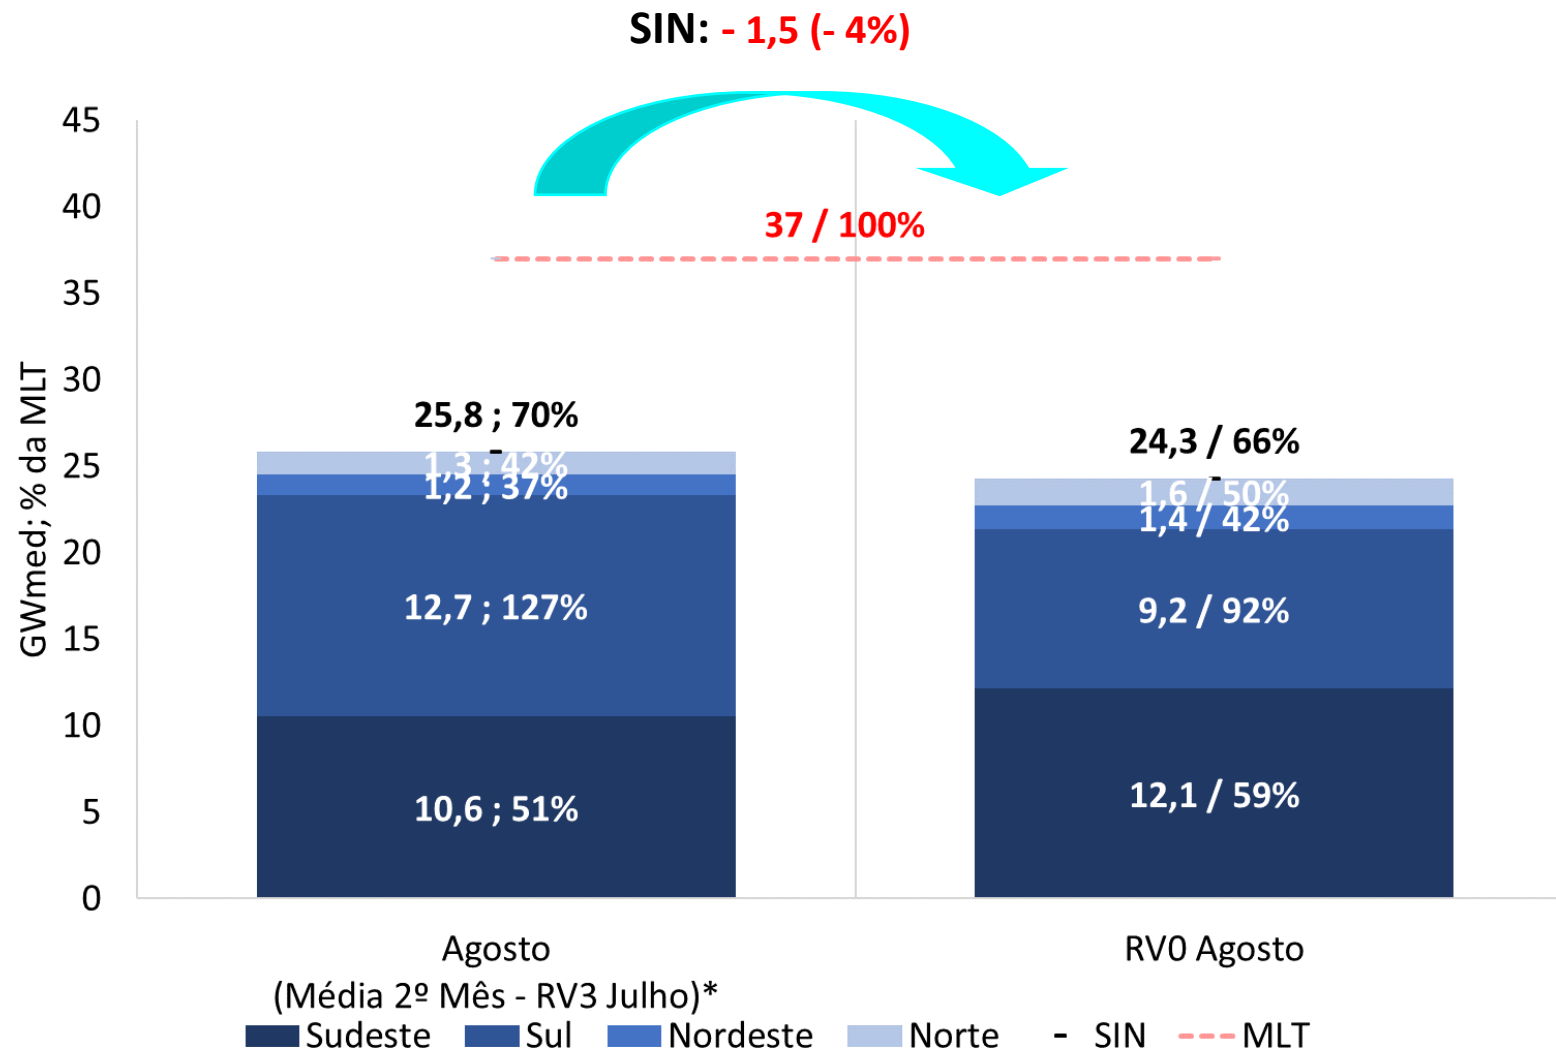 SIN: - 1,5 (- 4%)
45
40
35
30
25
20
15
10
5
0
GWmed; % da MLT
37 / 100%
25,8 ; 70%
1,3 ; 42%
1,2 ; 37%
12,7 ; 127%
10,6 ; 51%
24,3 / 66%
1,6 / 50%
1,4 / 42%
9,2 / 92%
12,1 / 59%
Agosto
(Média 2º Mês - RV3 Julho)*
RV0 Agosto
Sudeste Sul Nordeste Norte SIN MLT